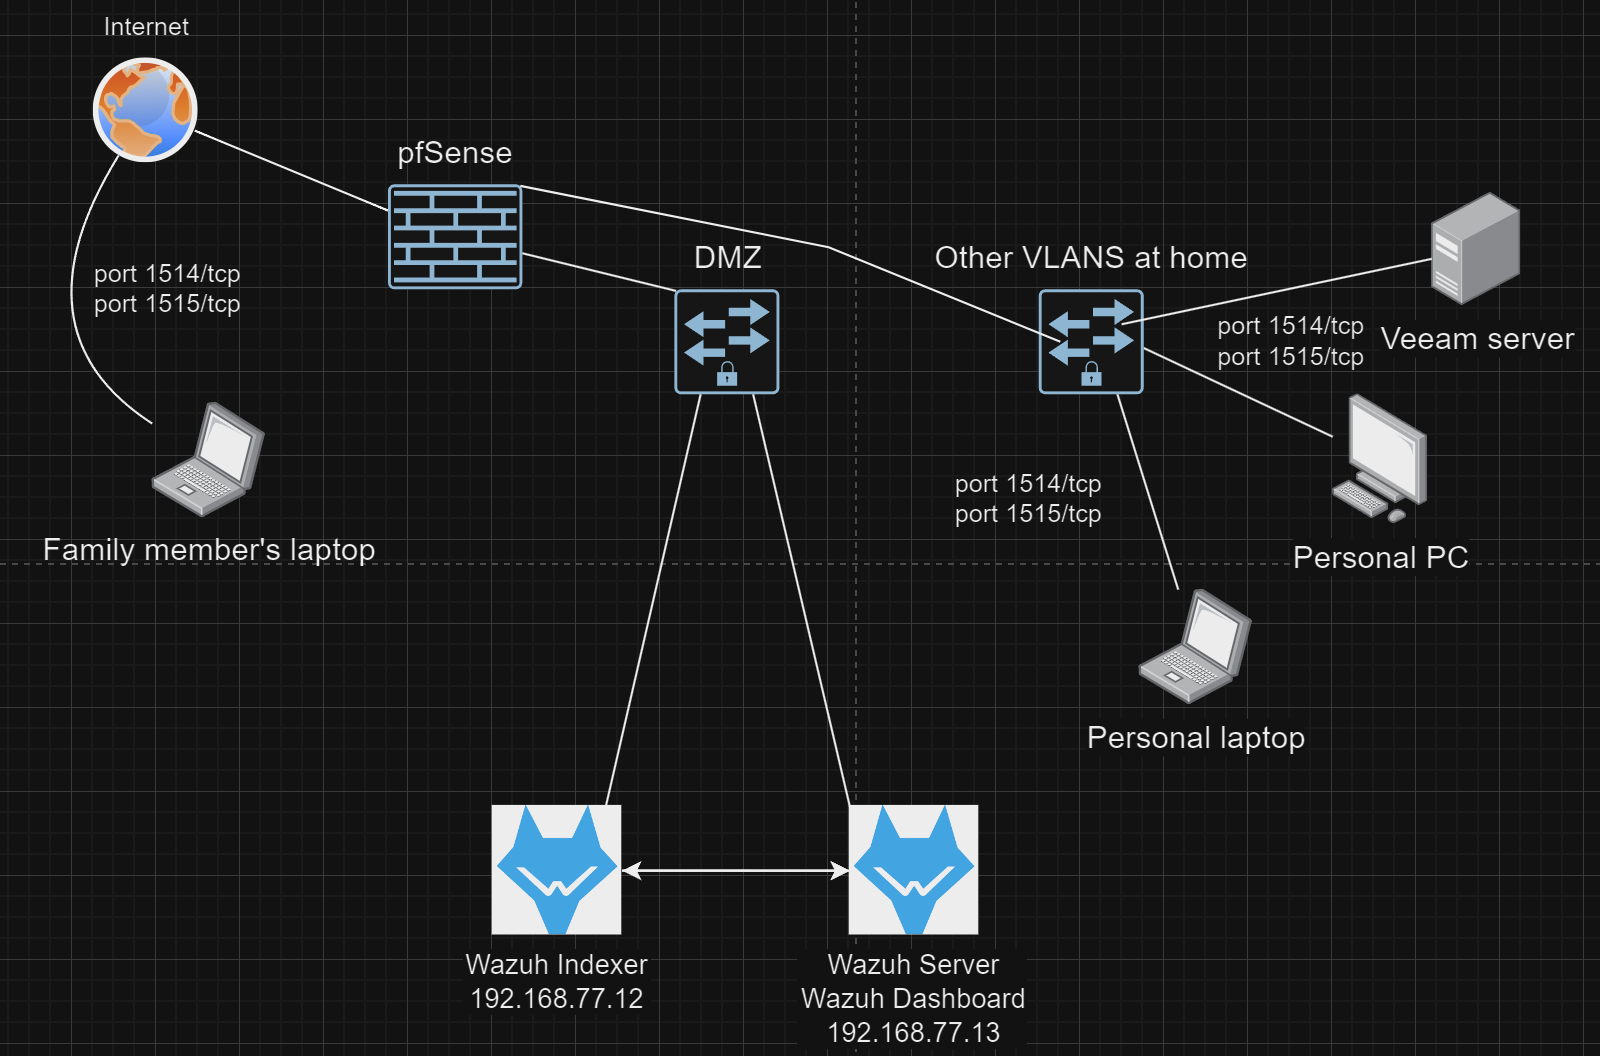 Internet
pfSense
port 1514/tcp
port 1515/tcp
DMZ
Other VLANS at home
port 1514/tcp
port 1515/tcp
Veeam server
Family member's laptop
port 1514/tcp
port 1515/tcp
Personal PC
Personal laptop
Wazuh Indexer
192.168.77.12
Wazuh Server
Wazuh Dashboard
192.168.77.13